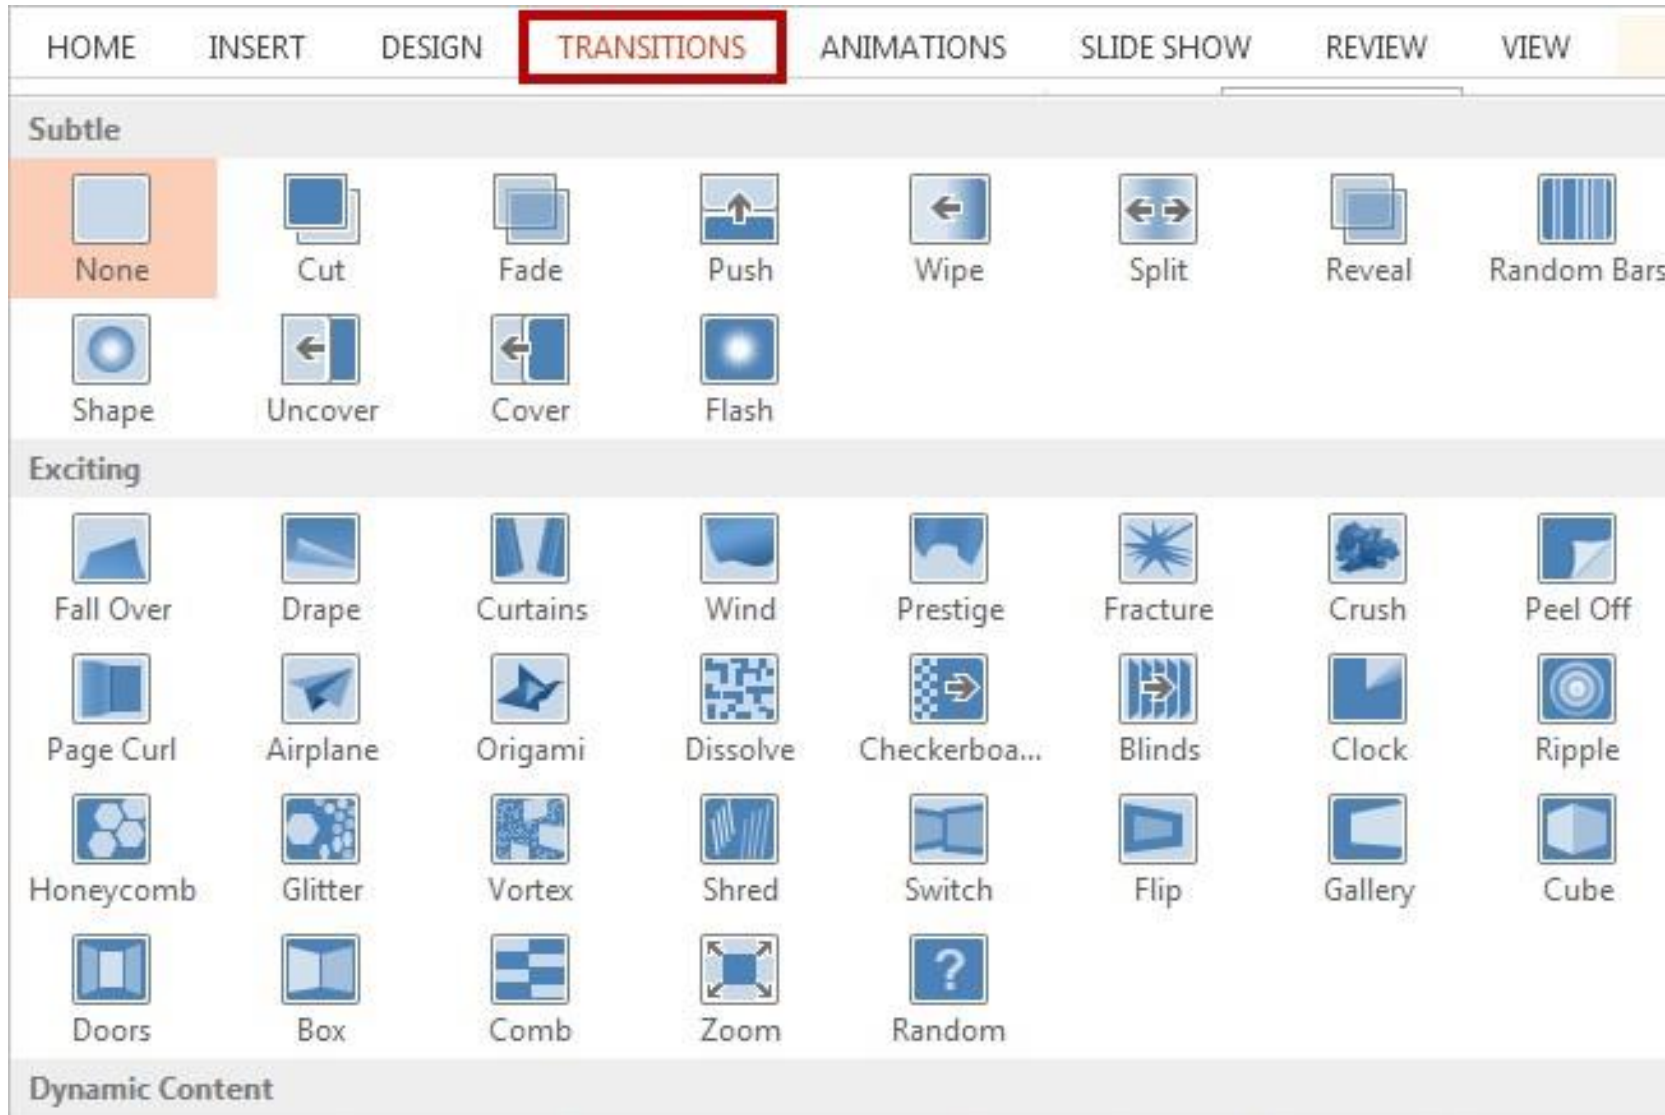 HOME INSERT DESIGN TRANSITIONS ANIMATIONS SLIDE SHOW REVIEW VIEW
Subtle
None Cut Fade Push Wipe Split Reveal Random Bars
Shape Uncover Cover Flash
Exciting
Fall Over Drape Curtains Wind Prestige Fracture Crush Peel Off
Page Curl Airplane Origami Dissolve Checkerboa... Blinds Clock Ripple
Honeycomb Glitter Vortex Shred Switch Flip Gallery Cube
Doors Box Comb Zoom ? Random
Dynamic Content